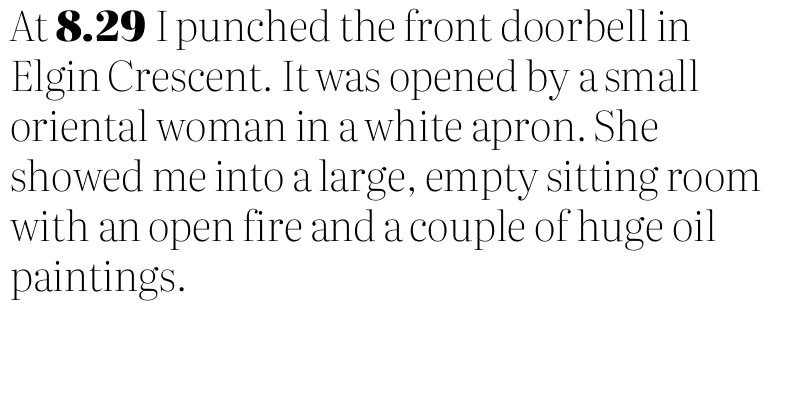 At 8.29 I punched the front doorbell in
Elgin Crescent. It was opened by a small
oriental woman in a white apron. She
showed me into a large, empty sitting room
with an open fire and a couple of huge oil
paintings.